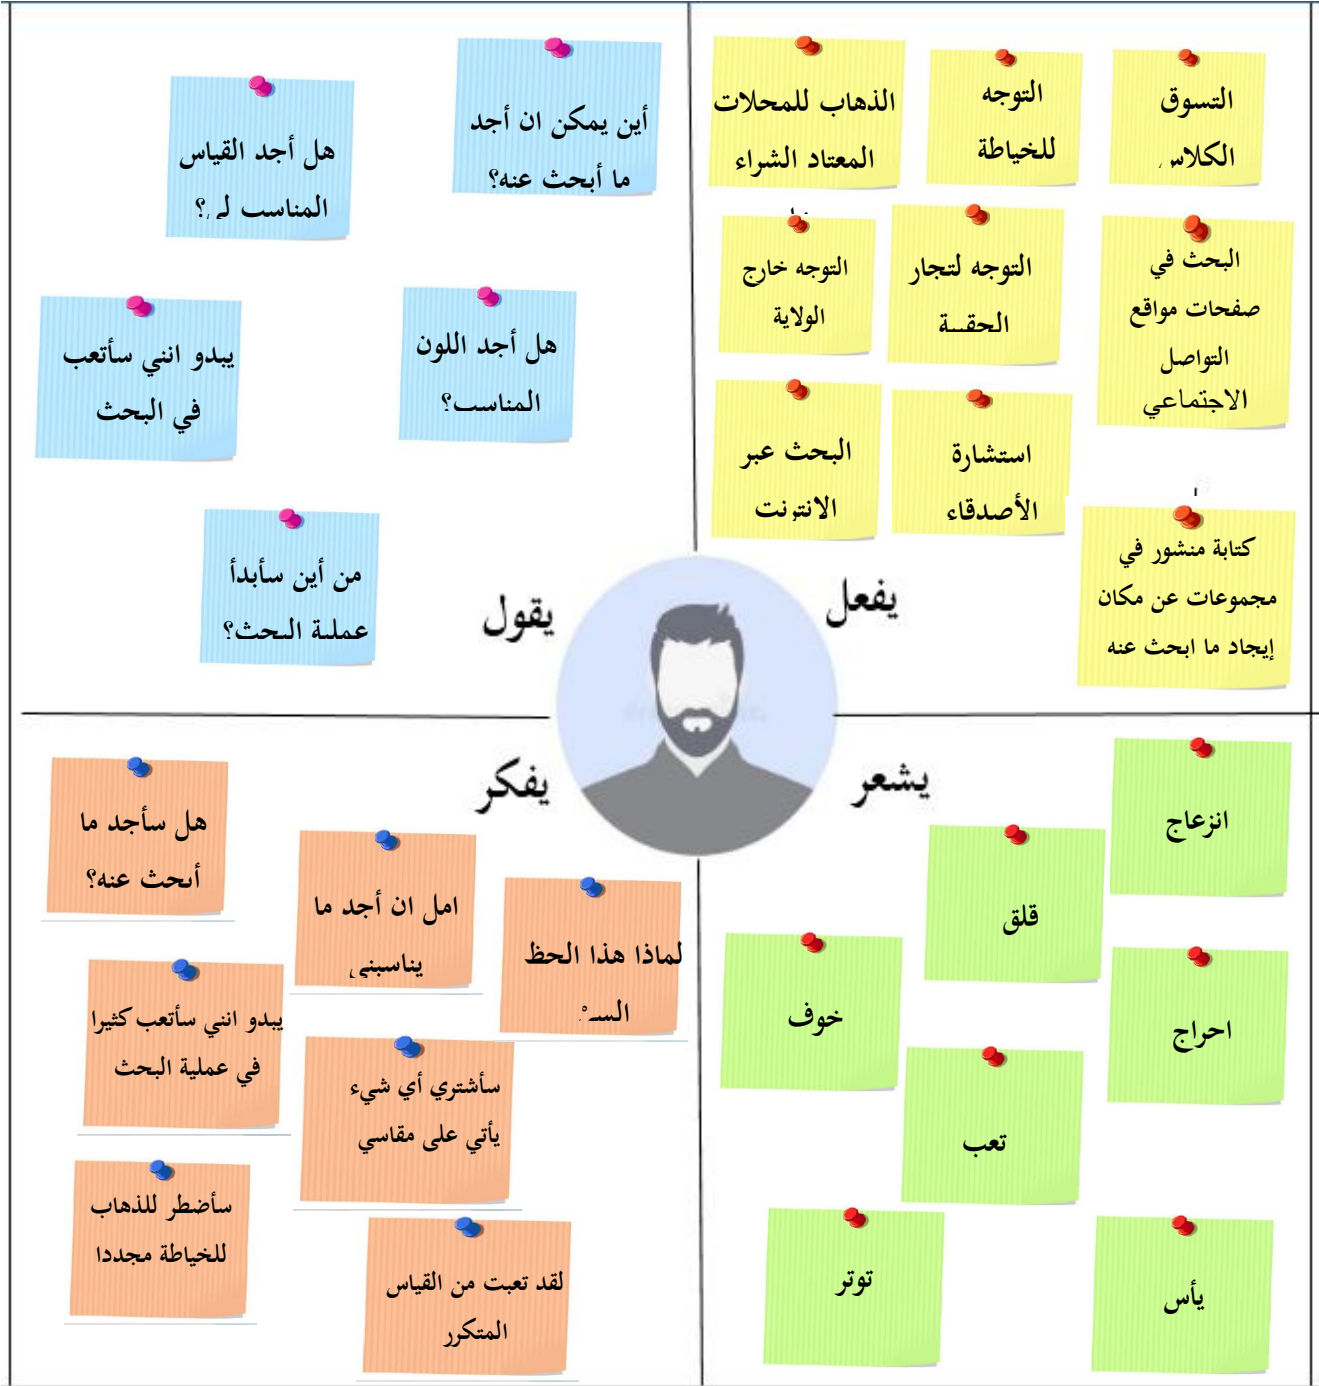 التسوق
التوجه
للخياطة
الذهاب للمحلات
المعتاد الشراء
البحث في
صفحات مواقع
التواصل
الاجتماعي
التوجه لتجار
التوجه خارج
الولاية
استشارة
الأصدقاء
البحث عبر
الانترنت
كتابة منشور في
مجموعات عن مكان
إيجاد ما ابحث عنه
يفعل
أين يمكن ان أجد
ما أبحث عنه؟
هل أجد القياس
المناسب لي؟
هل أجد اللون
المناسب؟
يبدو انني سأتعب
في البحث
من أين سأبدأ
عملية البحث؟
يقول
يشعر
انزعاج
قلق
خوف
احراج
تعب
توتر
يأس
يفكر
هل سأجد ما
أبحث عنه؟
امل ان أجد ما
يناسبني
لماذا هذا الحظ
يبدو انني سأتعب كثيرا
في عملية البحث
سأشتري أي شيء
يأتي على مقاسي
سأضطر للذهاب
للخياطة مجددا
لقد تعبت من القياس
المتكرر